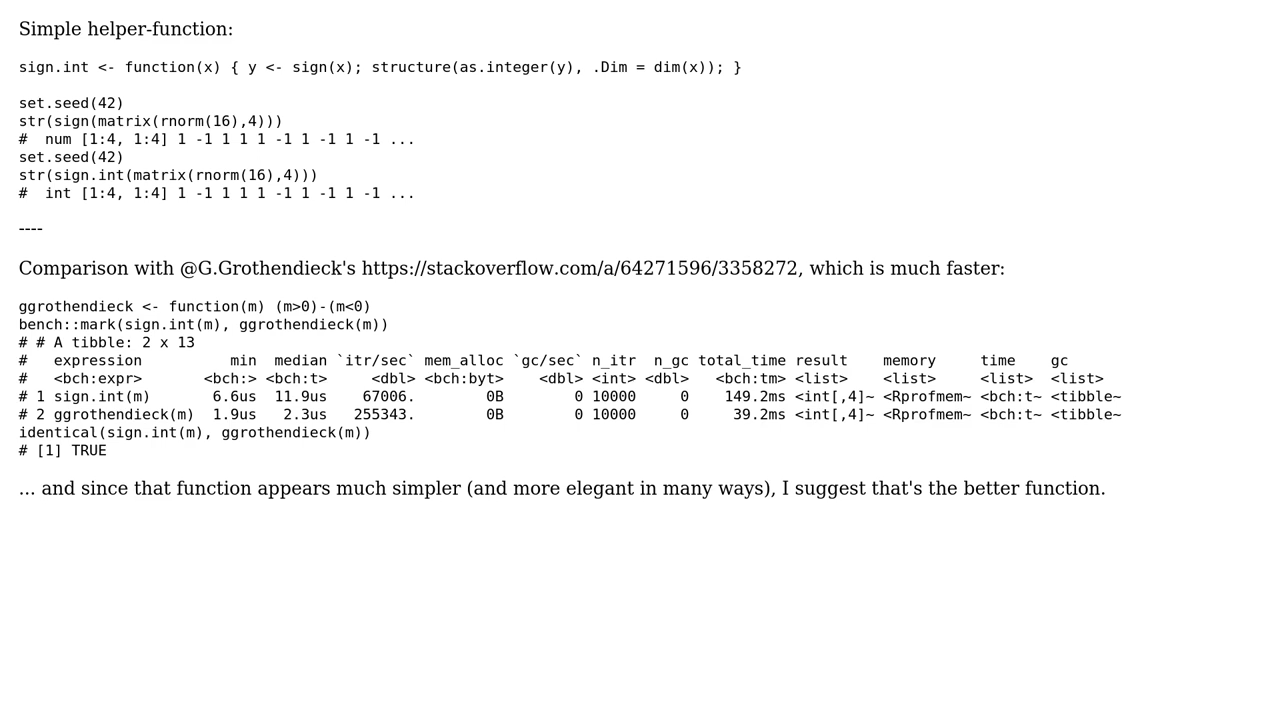 Simple helper-function:
sign.int <- function(x) { y <- sign(x); structure(as.integer(y), .Dim = dim(x)); }
set.seed(42)
str(sign(matrix(rnorm(16),4)))
#  num [1:4, 1:4] 1 -1 1 1 1 -1 1 -1 1 -1 ...
set.seed(42)
str(sign.int(matrix(rnorm(16),4)))
#  int [1:4, 1:4] 1 -1 1 1 1 -1 1 -1 1 -1 ...
----
Comparison with @G.Grothendieck's https://stackoverflow.com/a/64271596/3358272, which is much faster:
ggrothendieck <- function(m) (m>0)-(m<0)
bench::mark(sign.int(m), ggrothendieck(m))
# # A tibble: 2 x 13
#   expression          min  median `itr/sec` mem_alloc `gc/sec` n_itr  n_gc total_time result    memory     time    gc
#   <bch:expr>       <bch:> <bch:t>     <dbl> <bch:byt>    <dbl> <int> <dbl>   <bch:tm> <list>    <list>     <list>  <list>
# 1 sign.int(m)       6.6us  11.9us    67006.        0B        0 10000     0    149.2ms <int[,4]~ <Rprofmem~ <bch:t~ <tibble~
# 2 ggrothendieck(m)  1.9us   2.3us   255343.        0B        0 10000     0     39.2ms <int[,4]~ <Rprofmem~ <bch:t~ <tibble~
identical(sign.int(m), ggrothendieck(m))
# [1] TRUE
... and since that function appears much simpler (and more elegant in many ways), I suggest that's the better function.